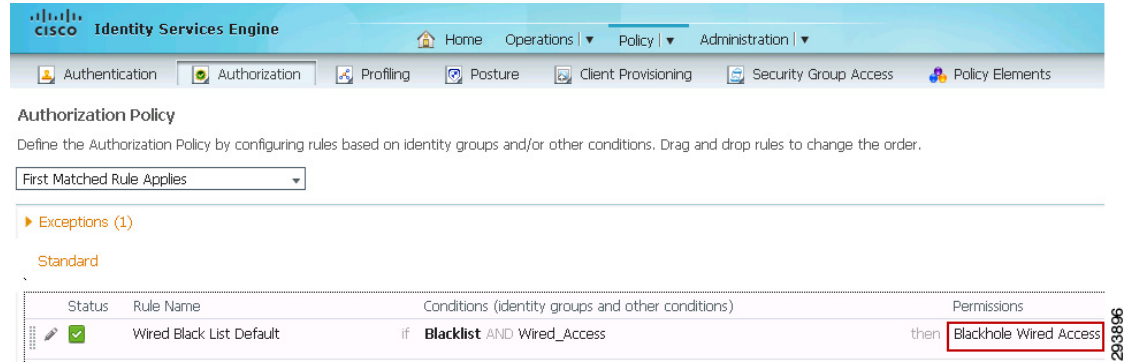 CISCO Identity Services Engine
Home Operations | ▼ Policy | ▼ Administration | ▼
Authentication Authorization Profiling Posture Client Provisioning Security Group Access Policy Elements
Authorization Policy
Define the Authorization Policy by configuring rules based on identity groups and/or other conditions. Drag and drop rules to change the order.
First Matched Rule Applies
Exceptions (1)
Standard
Status Rule Name Conditions (identity groups and other conditions) Permissions
Wired Black List Default if Blacklist AND Wired_Access then Blackhole Wired Access
293896